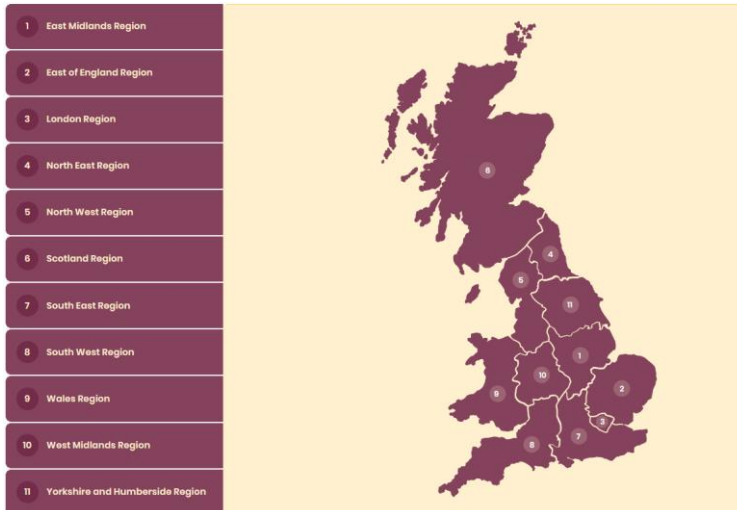 1 East Midlands Region
2 East of England Region
3 London Region
4 North East Region
5 North West Region
6 Scotland Region
7 South East Region
8 South West Region
9 Wales Region
10 West Midlands Region
11 Yorkshire and Humberside Region
6
4
5
11
1
10
2
9
3
7
8